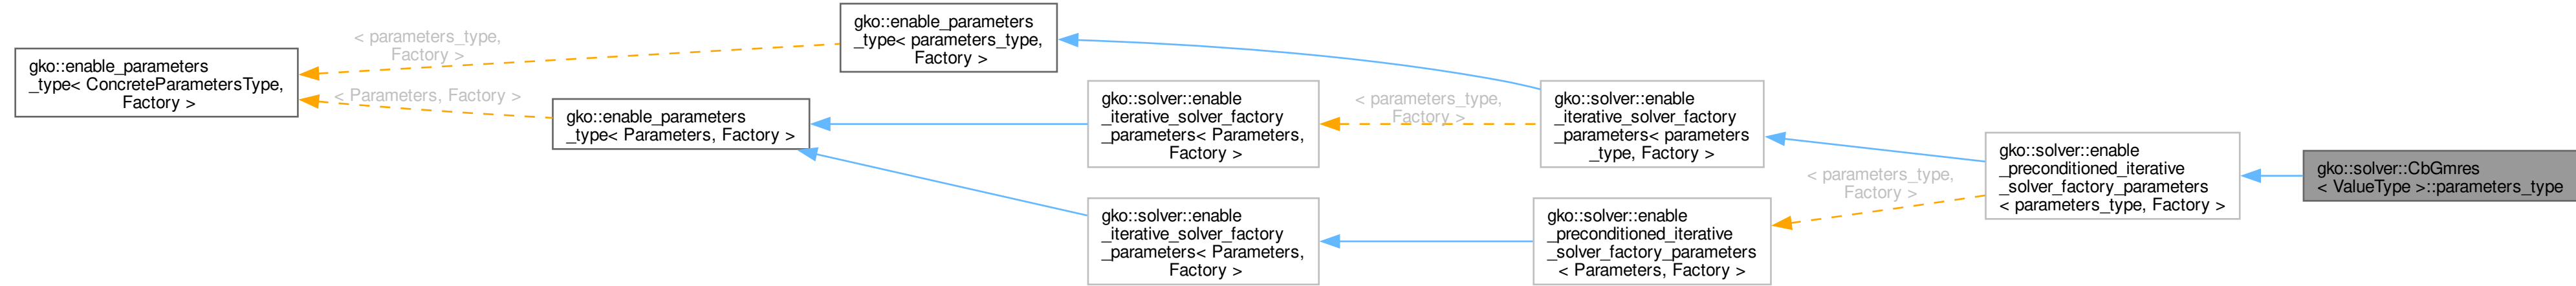 gko::enable_parameters
_type< ConcreteParametersType,
Factory >
< parameters_type,
Factory >
< Parameters, Factory >
gko::enable_parameters
_type< Parameters, Factory >
gko::enable_parameters
_type< parameters_type,
Factory >
gko::solver::enable
_iterative_solver_factory
_parameters< Parameters,
Factory >
gko::solver::enable
_iterative_solver_factory
_parameters< Parameters,
Factory >
< parameters_type,
Factory >
gko::solver::enable
_iterative_solver_factory
_parameters< parameters
_type, Factory >
gko::solver::enable
_preconditioned_iterative
_solver_factory_parameters
< Parameters, Factory >
< parameters_type,
Factory >
gko::solver::enable
_preconditioned_iterative
_solver_factory_parameters
< parameters_type, Factory >
gko::solver::CbGmres
< ValueType >::parameters_type